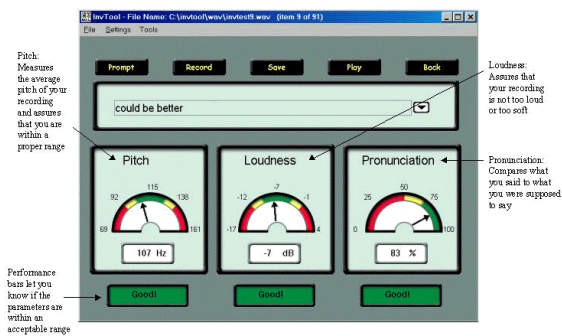 InvTool - File Name: C:\invtool\wav\invtest9.wav (item 9 of 91)
File Settings Tools
Pitch:
Measures
the average
pitch of your
recording
and assures
that you are
within a
proper range
Prompt Record Save Play Back
Loudness:
Assures that
your recording
is not too loud
or too soft
could be better
Pitch
69 92 115 138 161
107 Hz
Loudness
-17 -12 -7 -1 4
-7 dB
Pronunciation
0 25 50 75 100
83 %
Pronunciation:
Compares what
you said to what
you were supposed
to say
Performance
bars let you
know if the
parameters are
within an
acceptable range
Good! Good! Good!